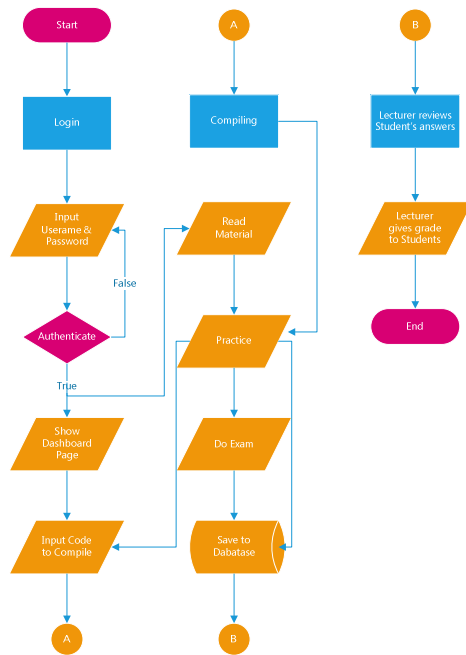 Start
Login
Input
Userame &
Password
False
Authenticate
True
Show
Dashboard
Page
Input Code
to Compile
A
A
Compiling
Read
Material
Practice
Do Exam
Save to
Dabatase
B
B
Lecturer reviews
Student's answers
Lecturer
gives grade
to Students
End